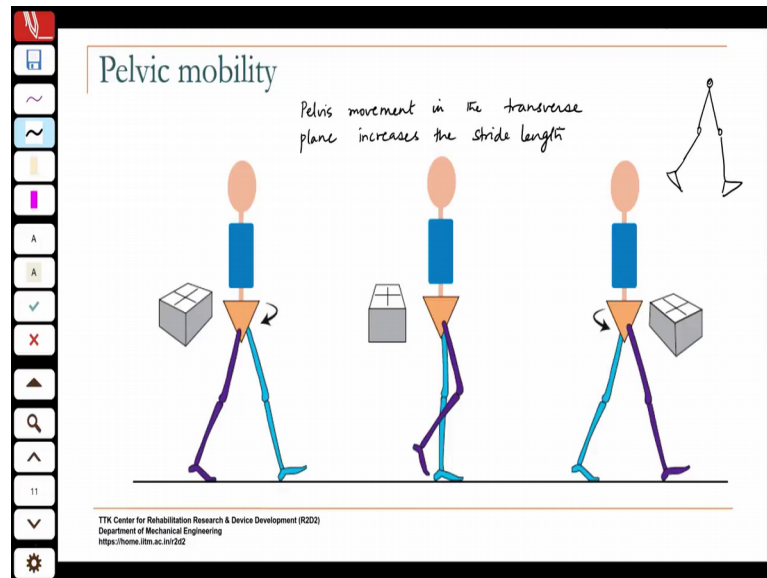 Pelvic mobility
Pelvis movement in the transverse
plane increases the stride length
A
A
11
TTK Center for Rehabilitation Research & Device Development (R2D2)
Department of Mechanical Engineering
https://home.iitm.ac.in/r2d2